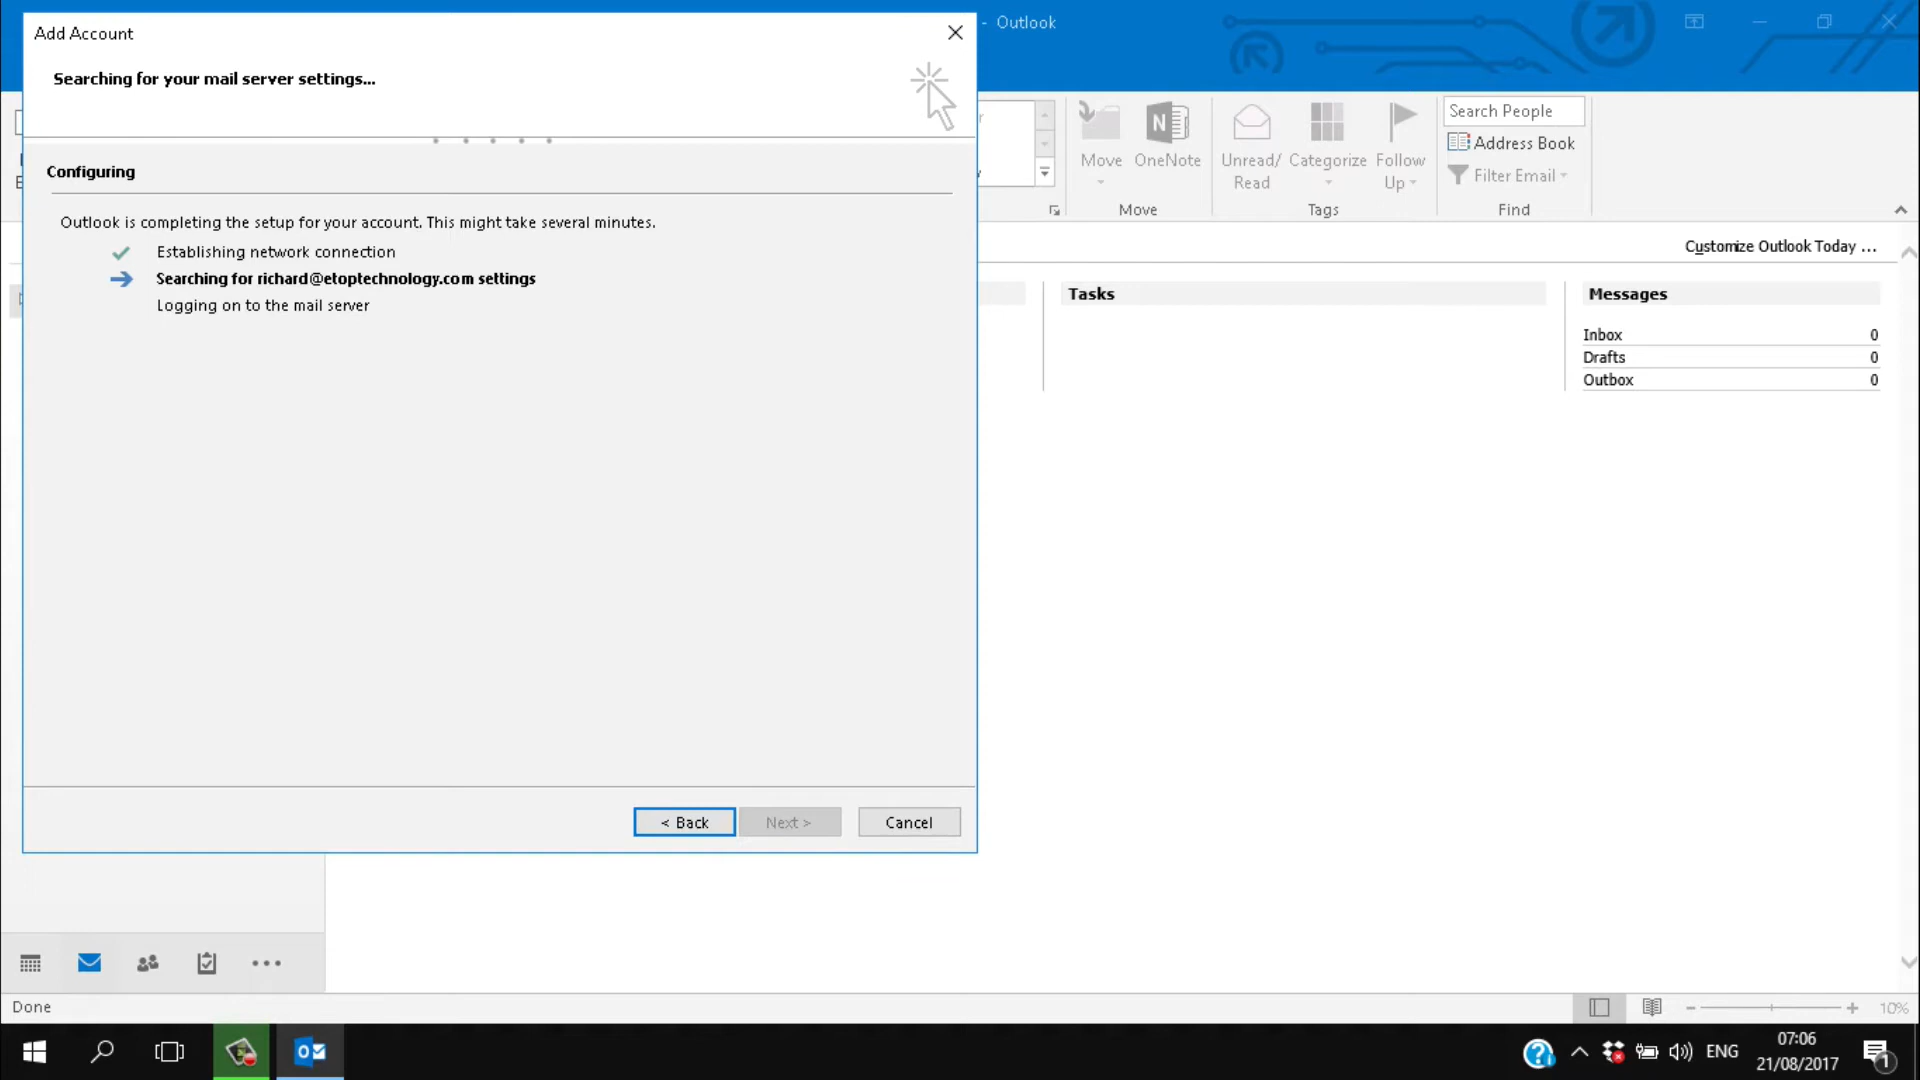 Add Account
- Outlook
Searching for your mail server settings...
Search People
Address Book
Filter Email
Move
OneNote
Unread/
Read
Categorize
Follow
Up
Move
Tags
Find
Configuring
Outlook is completing the setup for your account. This might take several minutes.
Establishing network connection
Searching for richard@etoptechnology.com settings
Logging on to the mail server
Customize Outlook Today ...
Tasks
Messages
Inbox 0
Drafts 0
Outbox 0
< Back
Next >
Cancel
Done
10%
ENG
07:06
21/08/2017
1